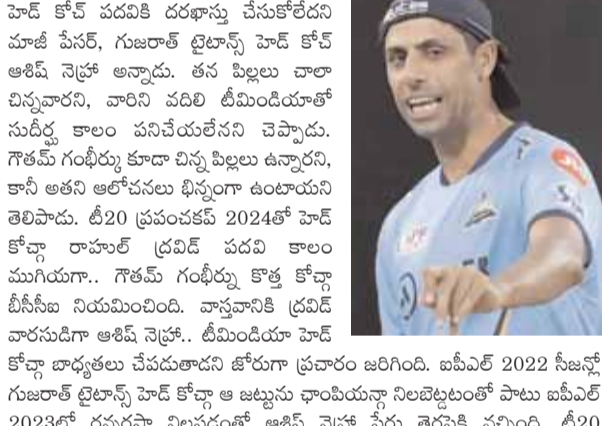 హెడ్ కోచ్ పదవికి దరఖాస్తు చేసుకోలేదని
మాజీ పేసర్, గుజరాత్ టైటాన్స్ హెడ్ కోచ్
ఆశిష్ నెహ్రా అన్నాడు. తన పిల్లలు చాలా
చిన్నవారని, వారిని వదిలి టీమిండియాతో
సుదీర్ఘ కాలం పనిచేయలేనని చెప్పాడు.
గౌతమ్ గంభీర్కు కూడా చిన్న పిల్లలు ఉన్నారని,
కానీ అతని ఆలోచనలు భిన్నంగా ఉంటాయని
తెలిపాడు. టీ20 ప్రపంచకప్ 2024తో హెడ్
కోచ్గా రాహుల్ ద్రవిడ్ పదవి కాలం
ముగియగా.. గౌతమ్ గంభీర్ను కొత్త కోచ్గా
బీసీసీఐ నియమించింది. వాస్తవానికి ద్రవిడ్
వారసుడిగా ఆశిష్ నెహ్రా.. టీమిండియా హెడ్
కోచ్గా బాధ్యతలు చేపడుతాడని జోరుగా ప్రచారం జరిగింది. ఐపీఎల్ 2022 సీజన్లో
గుజరాత్ టైటాన్స్ హెడ్ కోచ్గా ఆ జట్టును ఛాంపియన్గా నిలబెట్టడంతో పాటు ఐపీఎల్